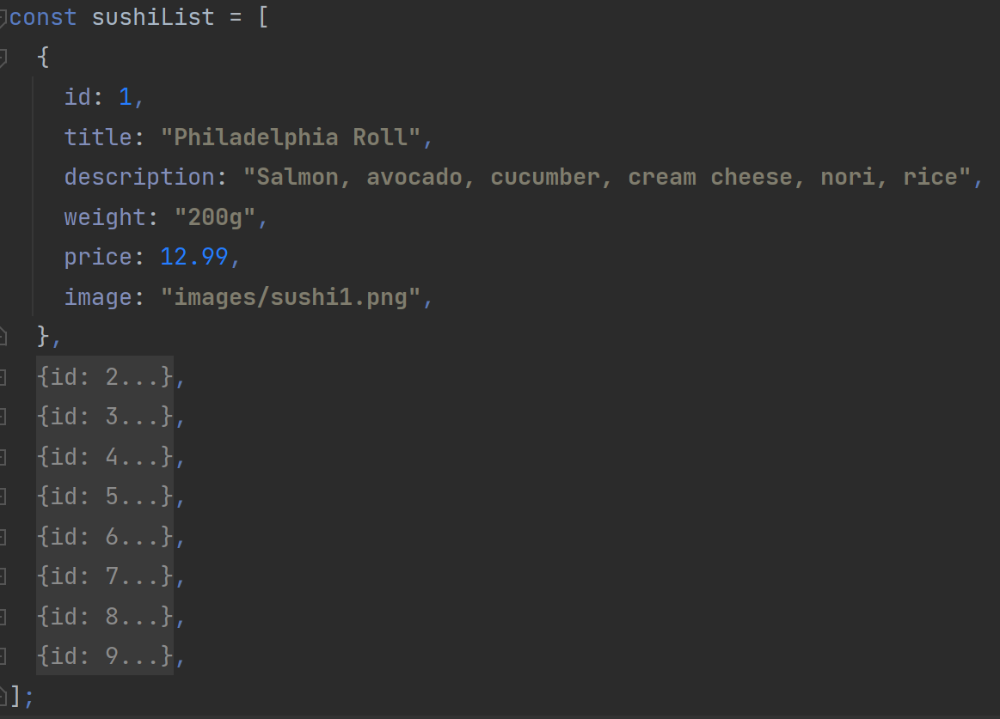 const sushiList = [
{
id: 1,
title: "Philadelphia Roll",
description: "Salmon, avocado, cucumber, cream cheese, nori, rice",
weight: "200g",
price: 12.99,
image: "images/sushi1.png",
},
{id: 2...},
{id: 3...},
{id: 4...},
{id: 5...},
{id: 6...},
{id: 7...},
{id: 8...},
{id: 9...},
];